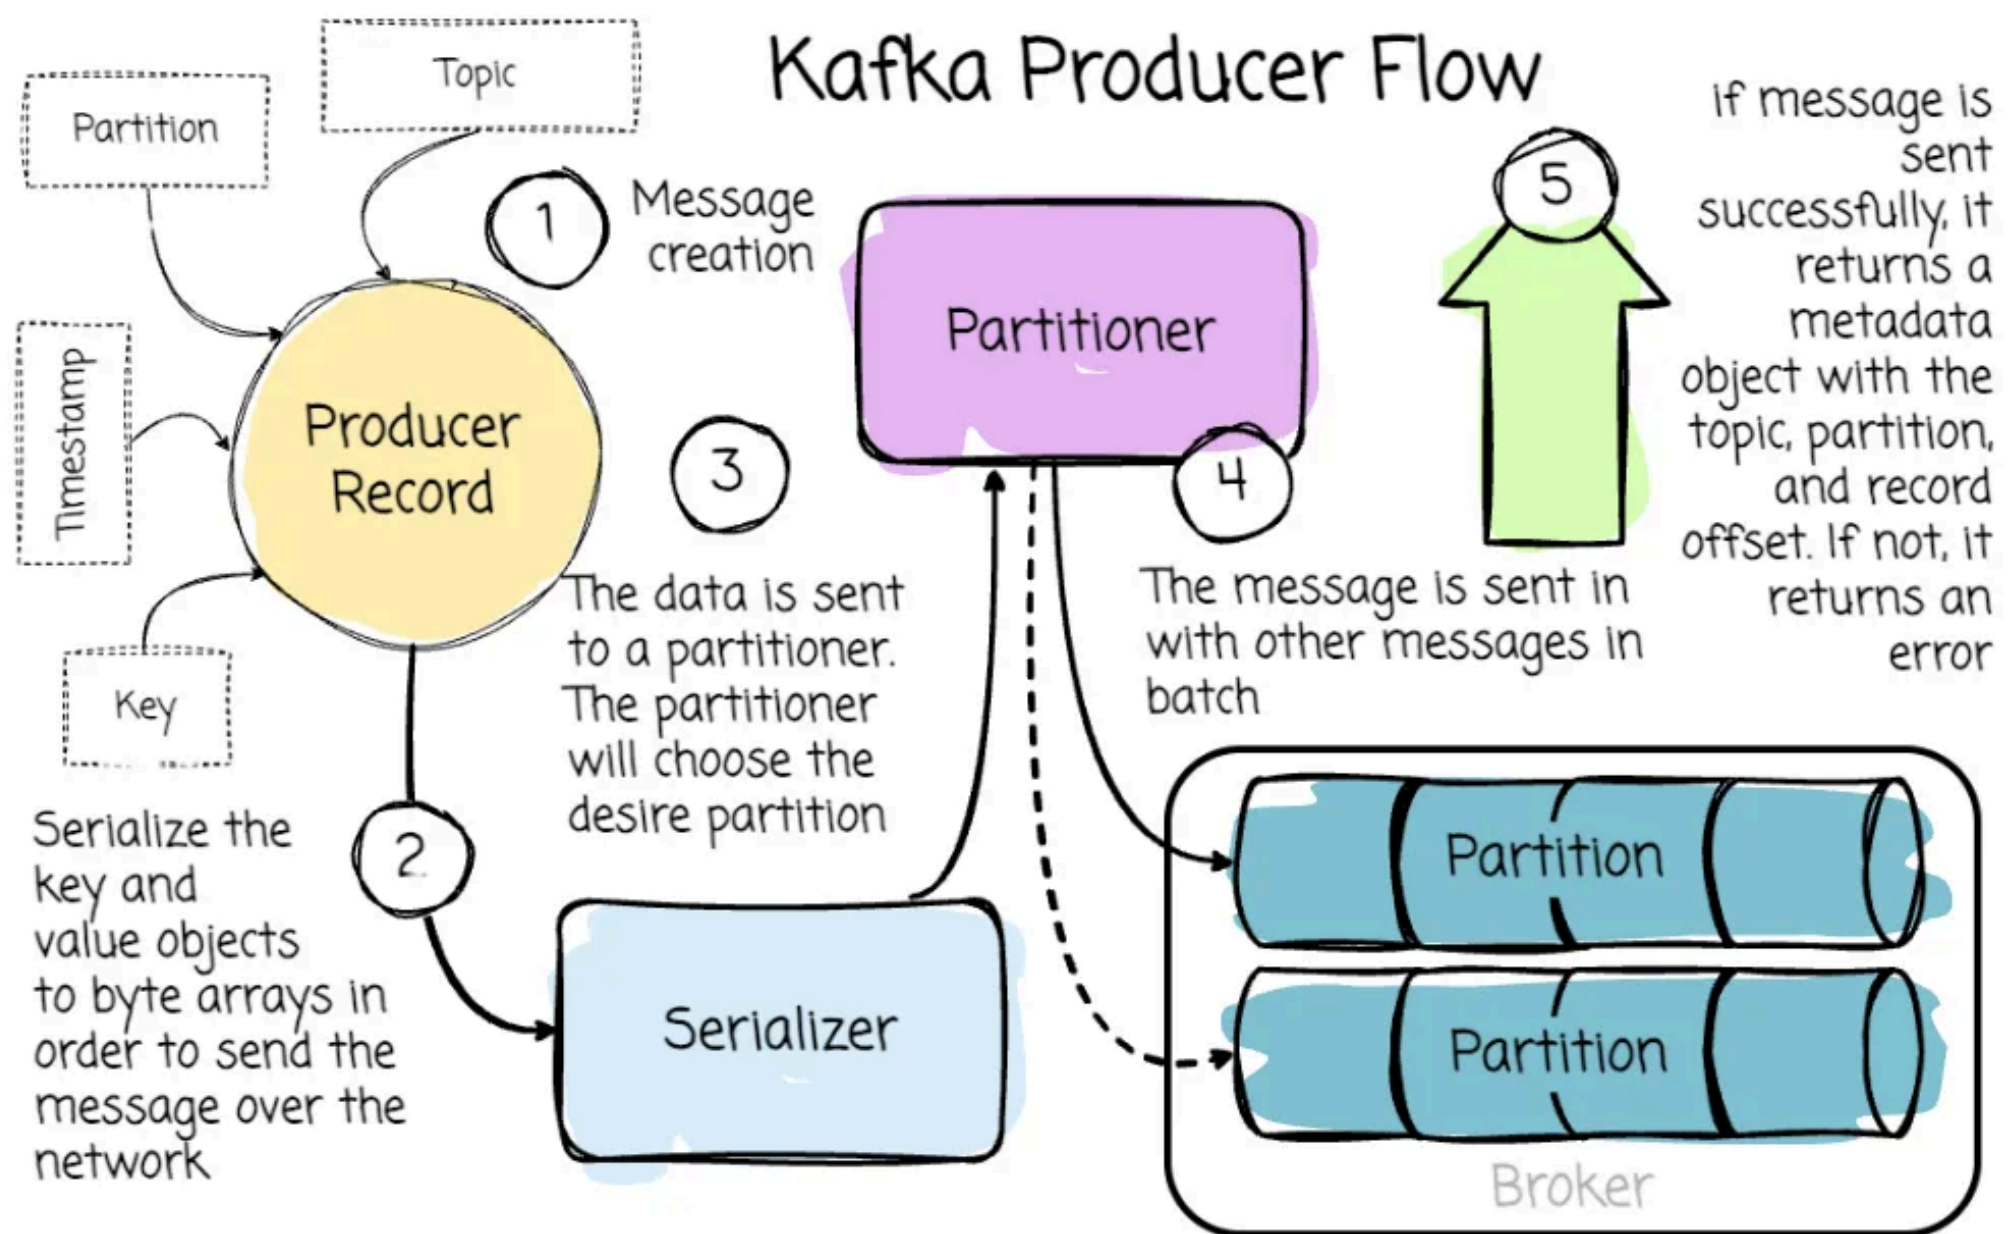 Kafka Producer Flow
Topic
Partition
Timestamp
Key
Producer
Record
1
Message
creation
2
Serialize the
key and
value objects
to byte arrays in
order to send the
message over the
network
Serializer
3
The data is sent
to a partitioner.
The partitioner
will choose the
desire partition
Partitioner
4
The message is sent in
with other messages in
batch
Partition
Partition
Broker
5
if message is
sent
successfully, it
returns a
metadata
object with the
topic, partition,
and record
offset. If not, it
returns an
error